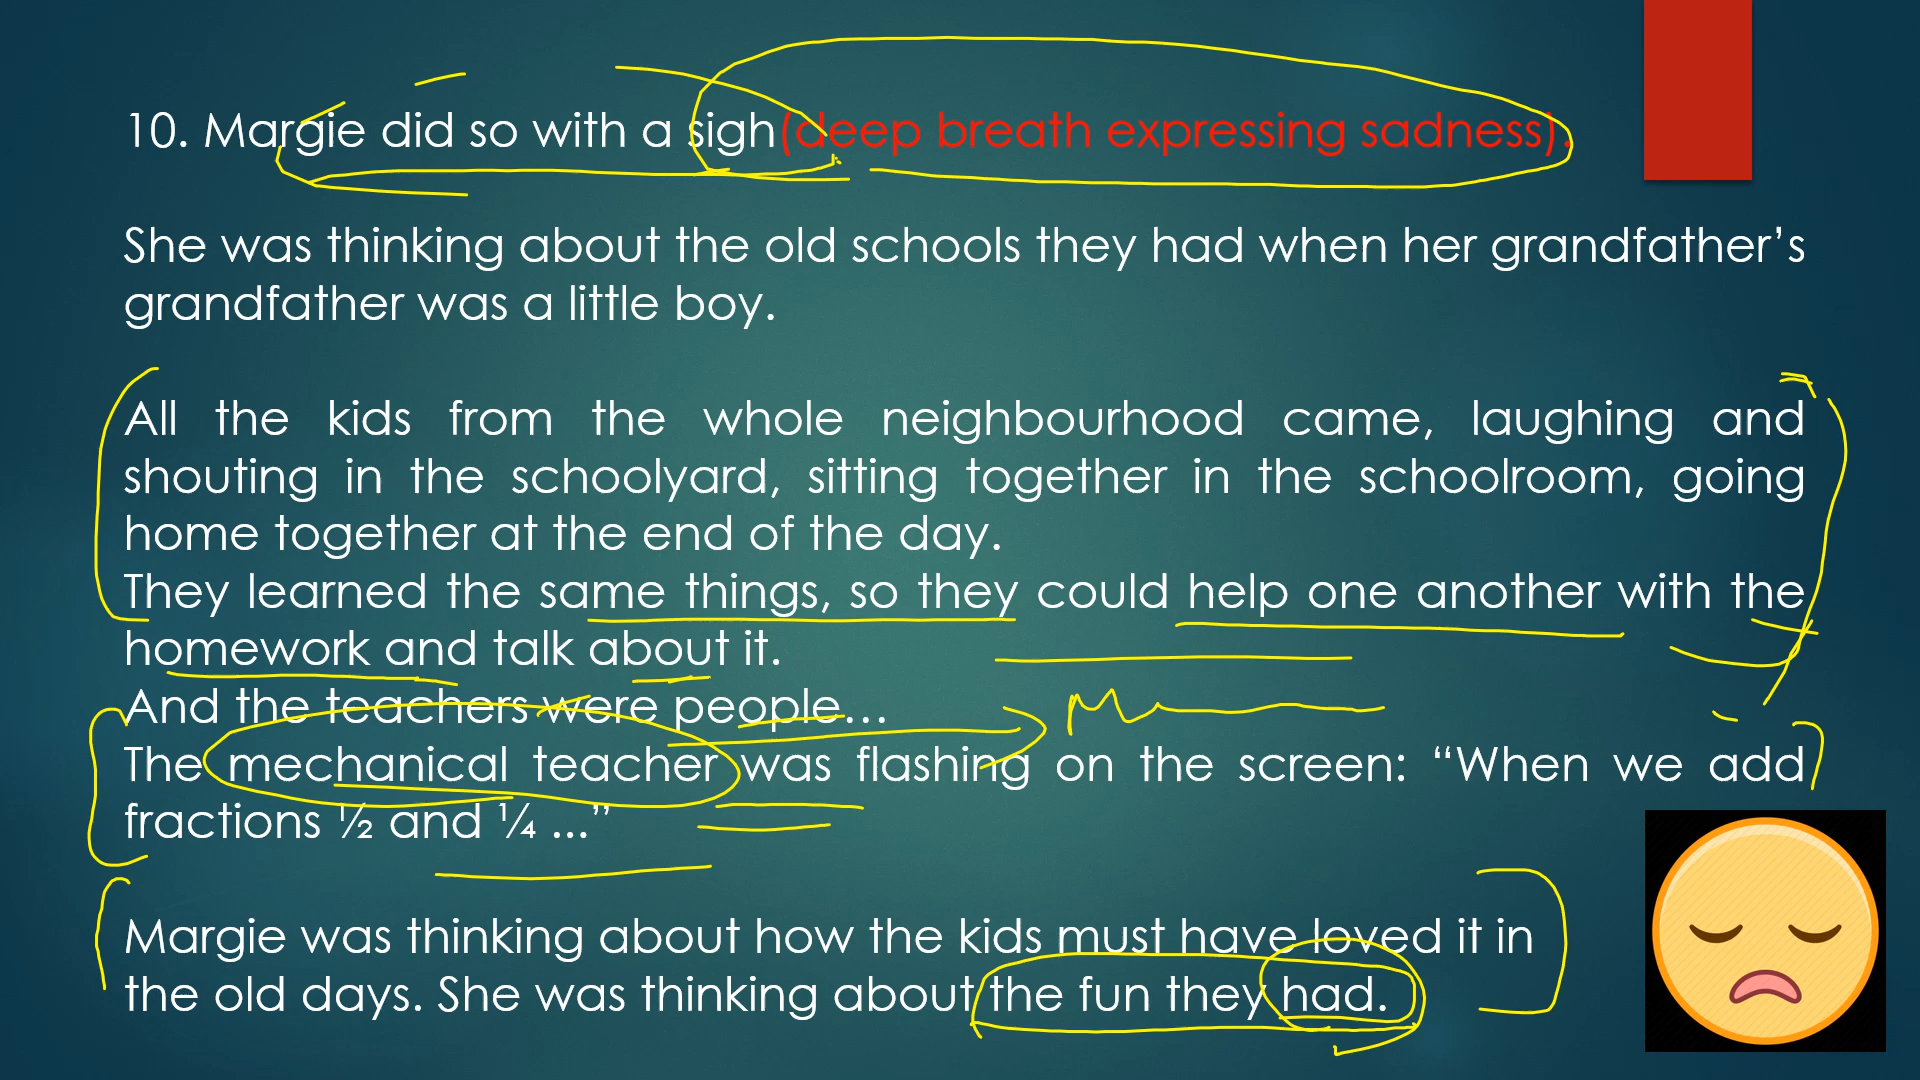 10. Margie did so with a sigh(deep breath expressing sadness).
She was thinking about the old schools they had when her grandfather’s
grandfather was a little boy.
All the kids from the whole neighbourhood came, laughing and
shouting in the schoolyard, sitting together in the schoolroom, going
home together at the end of the day.
They learned the same things, so they could help one another with the
homework and talk about it.
And the teachers were people…
The mechanical teacher was flashing on the screen: “When we add
fractions ½ and ¼ ...”
Margie was thinking about how the kids must have loved it in
the old days. She was thinking about the fun they had.